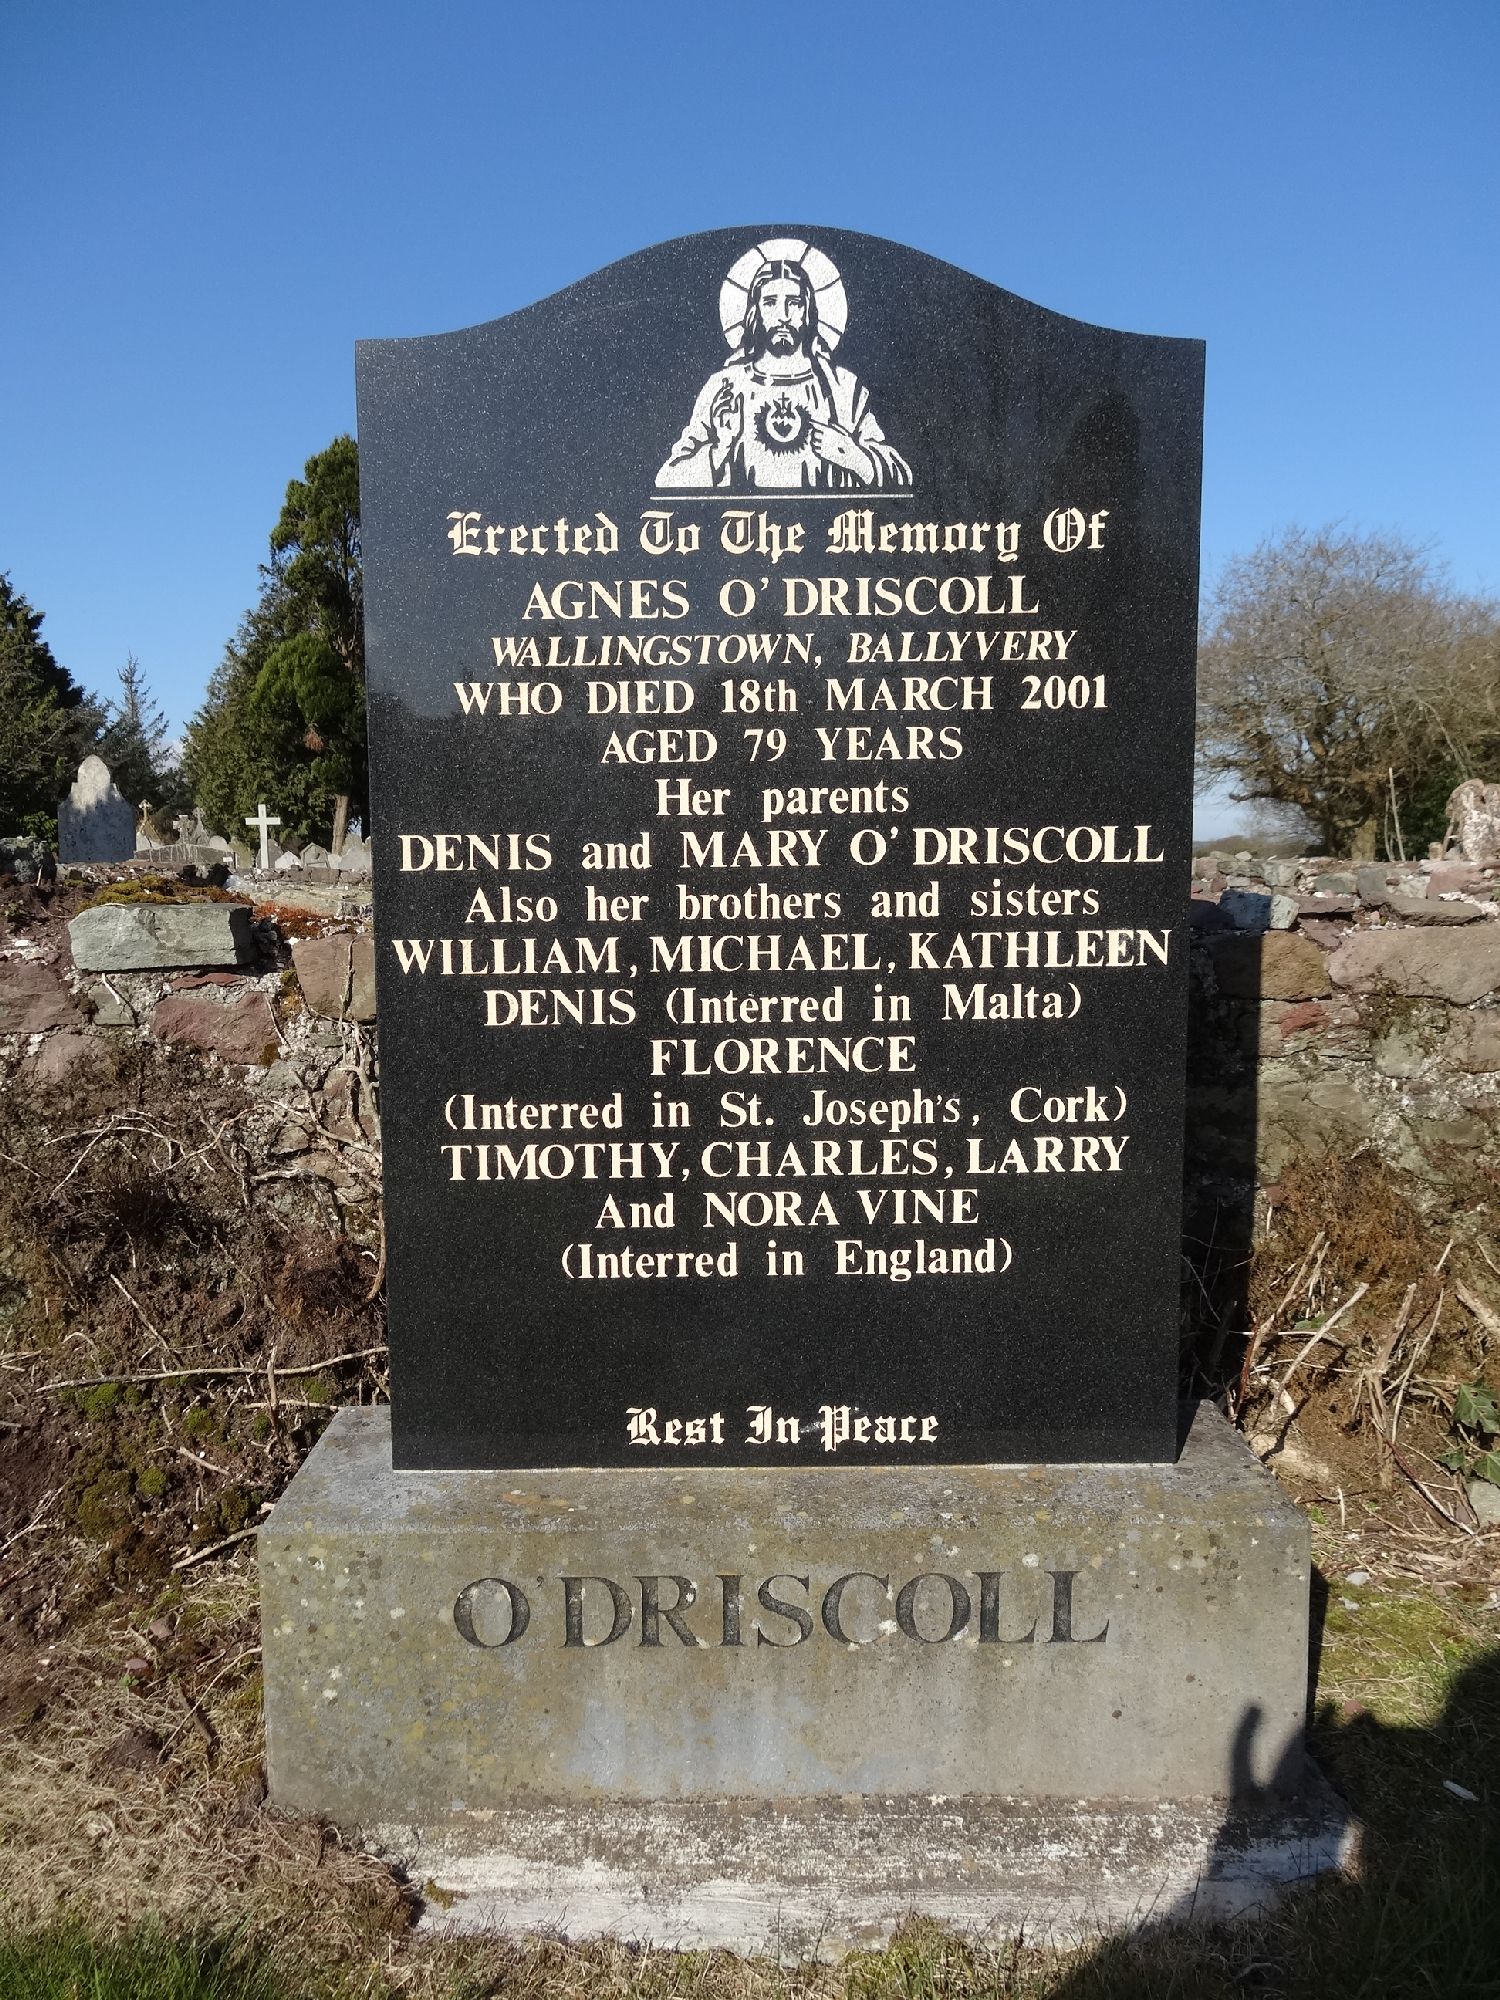 Erected To The Memory Of
AGNES O'DRISCOLL
WALLINGSTOWN, BALLYVERY
WHO DIED 18th MARCH 2001
AGED 79 YEARS
Her parents
DENIS and MARY O'DRISCOLL
Also her brothers and sisters
WILLIAM, MICHAEL, KATHLEEN
DENIS (Interred in Malta)
FLORENCE
(Interred in St. Joseph's, Cork)
TIMOTHY, CHARLES, LARRY
And NORA VINE
(Interred in England)
Rest In Peace
O'DRISCOLL